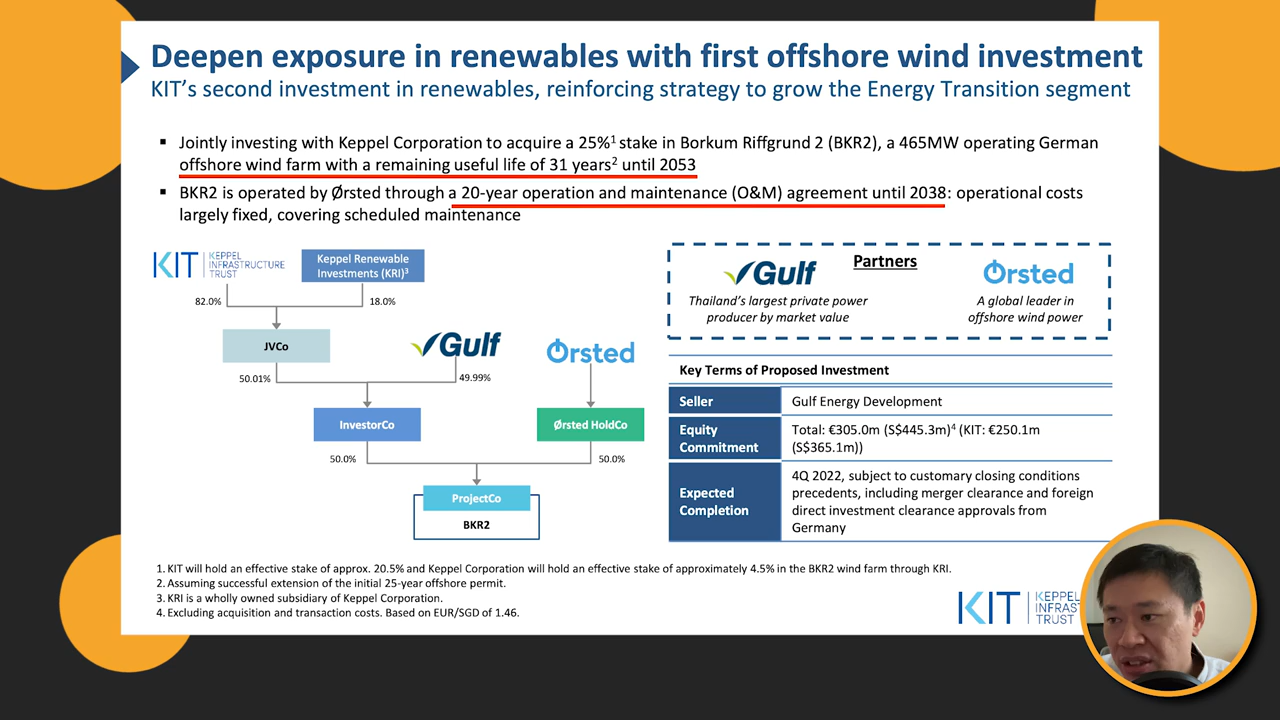 Deepen exposure in renewables with first offshore wind investment
KIT's second investment in renewables, reinforcing strategy to grow the Energy Transition segment
▪ Jointly investing with Keppel Corporation to acquire a 25%¹ stake in Borkum Riffgrund 2 (BKR2), a 465MW operating German
offshore wind farm with a remaining useful life of 31 years² until 2053
▪ BKR2 is operated by Ørsted through a 20-year operation and maintenance (O&M) agreement until 2038: operational costs
largely fixed, covering scheduled maintenance
KIT
KEPPEL
INFRASTRUCTURE
TRUST
Keppel Renewable
Investments (KRI)³
82.0%
18.0%
JVCo
Gulf
Ørsted
50.01%
49.99%
InvestorCo
Ørsted HoldCo
50.0%
50.0%
ProjectCo
BKR2
Partners
Gulf
Ørsted
Thailand's largest private power
producer by market value
A global leader in
offshore wind power
Key Terms of Proposed Investment
Seller
Gulf Energy Development
Equity
Commitment
Total: €305.0m (S$445.3m)⁴ (KIT: €250.1m
(S$365.1m))
Expected
Completion
4Q 2022, subject to customary closing conditions
precedents, including merger clearance and foreign
direct investment clearance approvals from
Germany
1. KIT will hold an effective stake of approx. 20.5% and Keppel Corporation will hold an effective stake of approximately 4.5% in the BKR2 wind farm through KRI.
2. Assuming successful extension of the initial 25-year offshore permit.
3. KRI is a wholly owned subsidiary of Keppel Corporation.
4. Excluding acquisition and transaction costs. Based on EUR/SGD of 1.46.
KIT
KEPPEL
INFRAST
TRUST